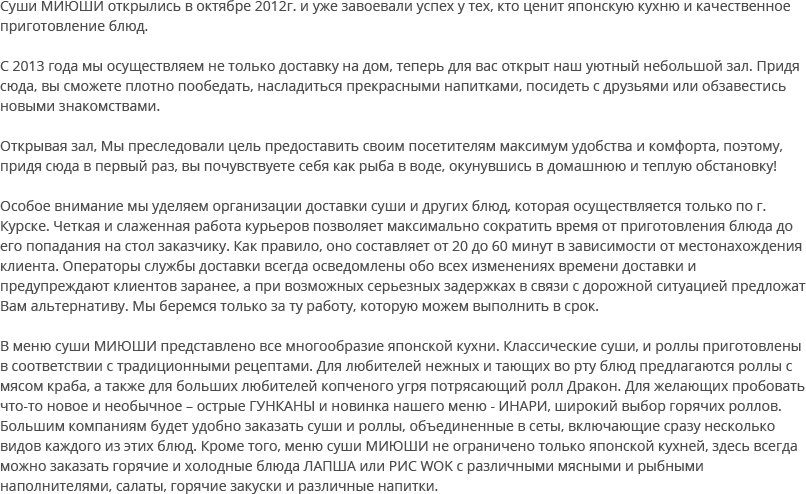 Суши МИЮШИ открылись в октябре 2012г. и уже завоевали успех у тех, кто ценит японскую кухню и качественное
приготовление блюд.
С 2013 года мы осуществляем не только доставку на дом, теперь для вас открыт наш уютный небольшой зал. Придя
сюда, вы сможете плотно пообедать, насладиться прекрасными напитками, посидеть с друзьями или обзавестись
новыми знакомствами.
Открывая зал, Мы преследовали цель предоставить своим посетителям максимум удобства и комфорта, поэтому,
придя сюда в первый раз, вы почувствуете себя как рыба в воде, окунувшись в домашнюю и теплую обстановку!
Особое внимание мы уделяем организации доставки суши и других блюд, которая осуществляется только по г.
Курске. Четкая и слаженная работа курьеров позволяет максимально сократить время от приготовления блюда до
его попадания на стол заказчику. Как правило, оно составляет от 20 до 60 минут в зависимости от местонахождения
клиента. Операторы службы доставки всегда осведомлены обо всех изменениях времени доставки и
предупреждают клиентов заранее, а при возможных серьезных задержках в связи с дорожной ситуацией предложат
Вам альтернативу. Мы беремся только за ту работу, которую можем выполнить в срок.
В меню суши МИЮШИ представлено все многообразие японской кухни. Классические суши, и роллы приготовлены
в соответствии с традиционными рецептами. Для любителей нежных и тающих во рту блюд предлагаются роллы с
мясом краба, а также для больших любителей копченого угря потрясающий ролл Дракон. Для желающих пробовать
что-то новое и необычное – острые ГУНКАНЫ и новинка нашего меню - ИНАРИ, широкий выбор горячих роллов.
Большим компаниям будет удобно заказать суши и роллы, объединенные в сеты, включающие сразу несколько
видов каждого из этих блюд. Кроме того, меню суши МИЮШИ не ограничено только японской кухней, здесь всегда
можно заказать горячие и холодные блюда ЛАПША или РИС WOK с различными мясными и рыбными
наполнителями, салаты, горячие закуски и различные напитки.